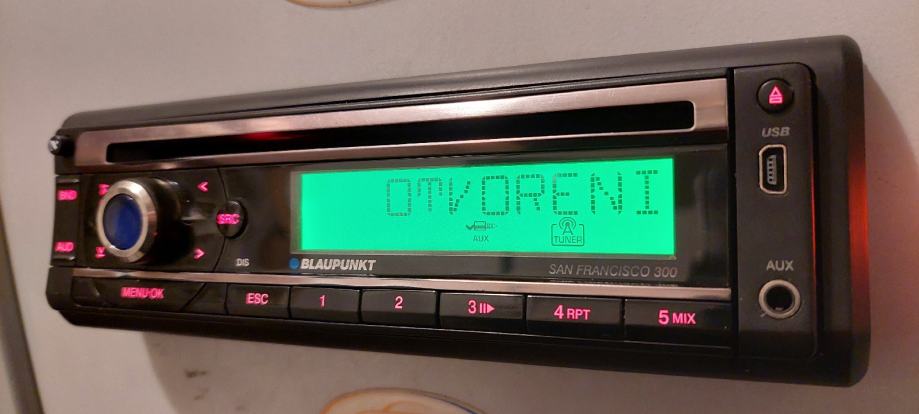 USB
OTVORENI
BND
SRC
AUX
TUNER
AUD
DIS
BLAUPUNKT
SAN FRANCISCO 300
AUX
MENU·OK
ESC
1
2
3
4 RPT
5 MIX